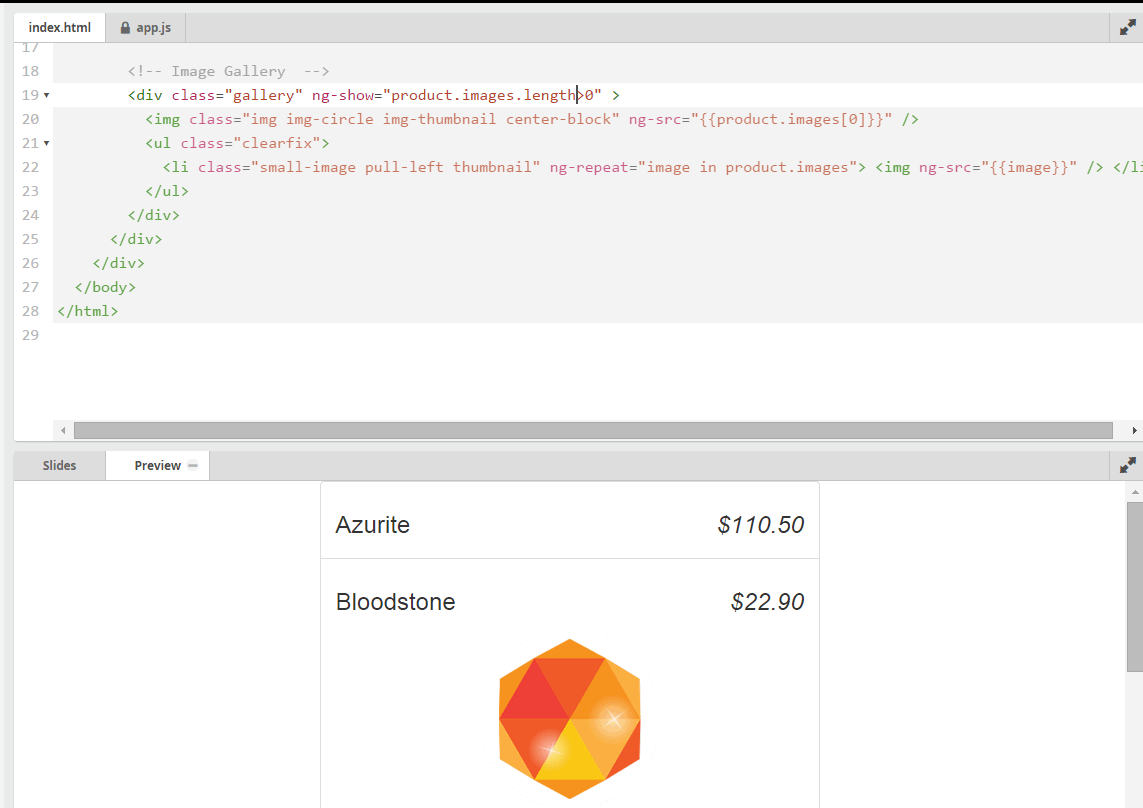 index.html app.js
17
18 <!-- Image Gallery  -->
19 <div class="gallery" ng-show="product.images.length>0" >
20 <img class="img img-circle img-thumbnail center-block" ng-src="{{product.images[0]}}" />
21 <ul class="clearfix">
22 <li class="small-image pull-left thumbnail" ng-repeat="image in product.images"> <img ng-src="{{image}}" /> </li
23 </ul>
24 </div>
25 </div>
26 </div>
27 </body>
28 </html>
29
Slides Preview
Azurite $110.50
Bloodstone $22.90